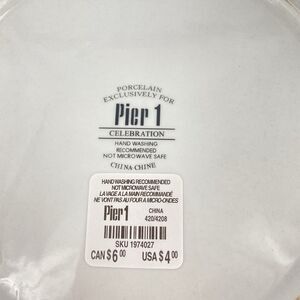 PORCELAIN
EXCLUSIVELY FOR
Pier 1
CELEBRATION
HAND WASHING
RECOMMENDED
NOT MICROWAVE SAFE
CHINA·CHINE
HAND WASHING RECOMMENDED
NOT MICROWAVE SAFE
LAVAGE A LA MAIN RECOMMANDÉ
NE VONT PAS AU FOUR A MICRO-ONDES
Pier 1 CHINA
420/4208
SKU 1974027
CAN $6.00 USA $4.00